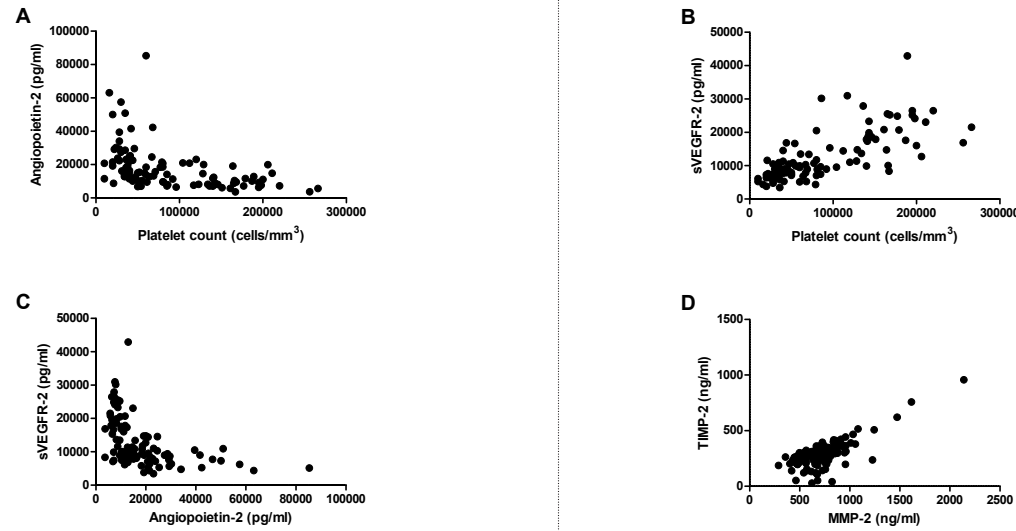 A
100000
80000
60000
40000
20000
0
Angiopoietin-2 (pg/ml)
0 100000 200000 300000
Platelet count (cells/mm³)
B
50000
40000
30000
20000
10000
0
sVEGFR-2 (pg/ml)
0 100000 200000 300000
Platelet count (cells/mm³)
C
50000
40000
30000
20000
10000
0
sVEGFR-2 (pg/ml)
0 20000 40000 60000 80000 100000
Angiopoietin-2 (pg/ml)
D
1500
1000
500
0
TIMP-2 (ng/ml)
0 500 1000 1500 2000 2500
MMP-2 (ng/ml)